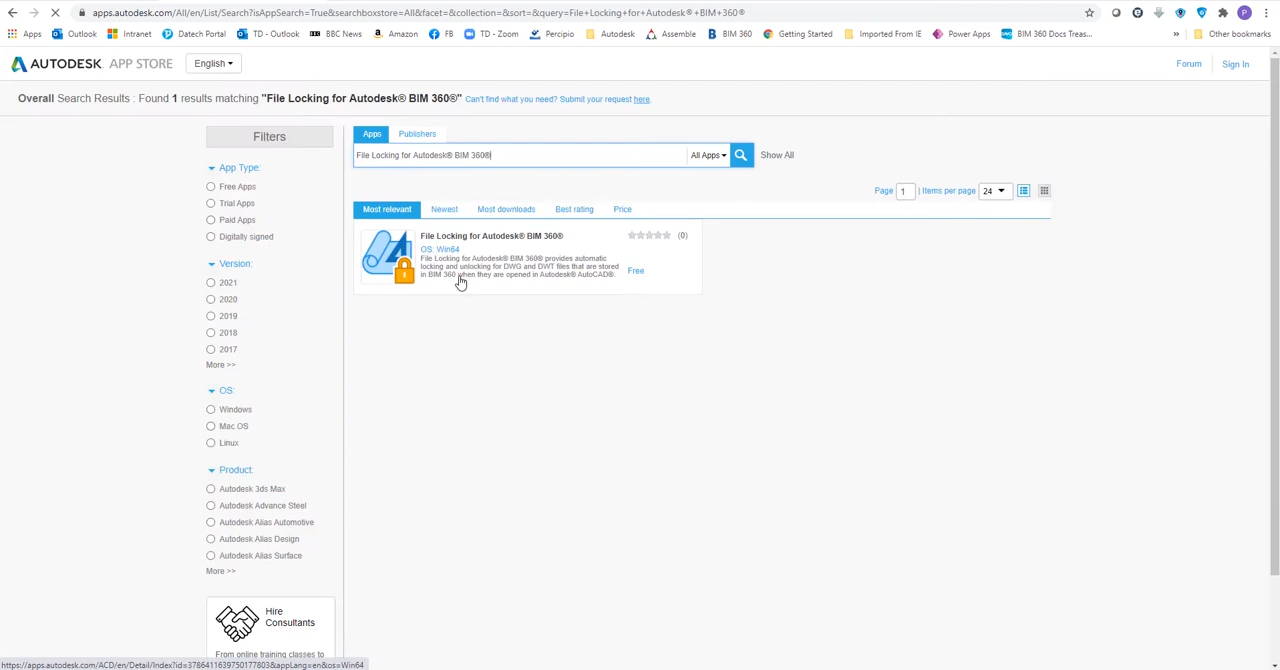 apps.autodesk.com/All/en/List/Search?isAppSearch=True&searchboxstore=All&facet=&collection=&sort=&query=File+Locking+for+Autodesk®+BIM+360®
P
Apps Outlook Intranet Datech Portal TD - Outlook BBC News Amazon FB TD - Zoom Percipio Autodesk Assemble BIM 360 Getting Started Imported From IE Power Apps BIM 360 Docs Treas... » Other bookmarks
AUTODESK APP STORE English Forum Sign In
Overall Search Results : Found 1 results matching "File Locking for Autodesk® BIM 360®" Can't find what you need? Submit your request here.
Filters
App Type:
Free Apps
Trial Apps
Paid Apps
Digitally signed
Version:
2021
2020
2019
2018
2017
More >>
OS:
Windows
Mac OS
Linux
Product:
Autodesk 3ds Max
Autodesk Advance Steel
Autodesk Alias Automotive
Autodesk Alias Design
Autodesk Alias Surface
More >>
Hire
Consultants
From online training classes to
Apps Publishers
File Locking for Autodesk® BIM 360® All Apps Show All
Page 1 | Items per page 24
Most relevant Newest Most downloads Best rating Price
File Locking for Autodesk® BIM 360® (0)
OS: Win64
File Locking for Autodesk® BIM 360® provides automatic
locking and unlocking for DWG and DWT files that are stored
in BIM 360 when they are opened in Autodesk® AutoCAD®.
Free
https://apps.autodesk.com/ACD/en/Detail/Index?id=3786411639750177803&appLang=en&os=Win64